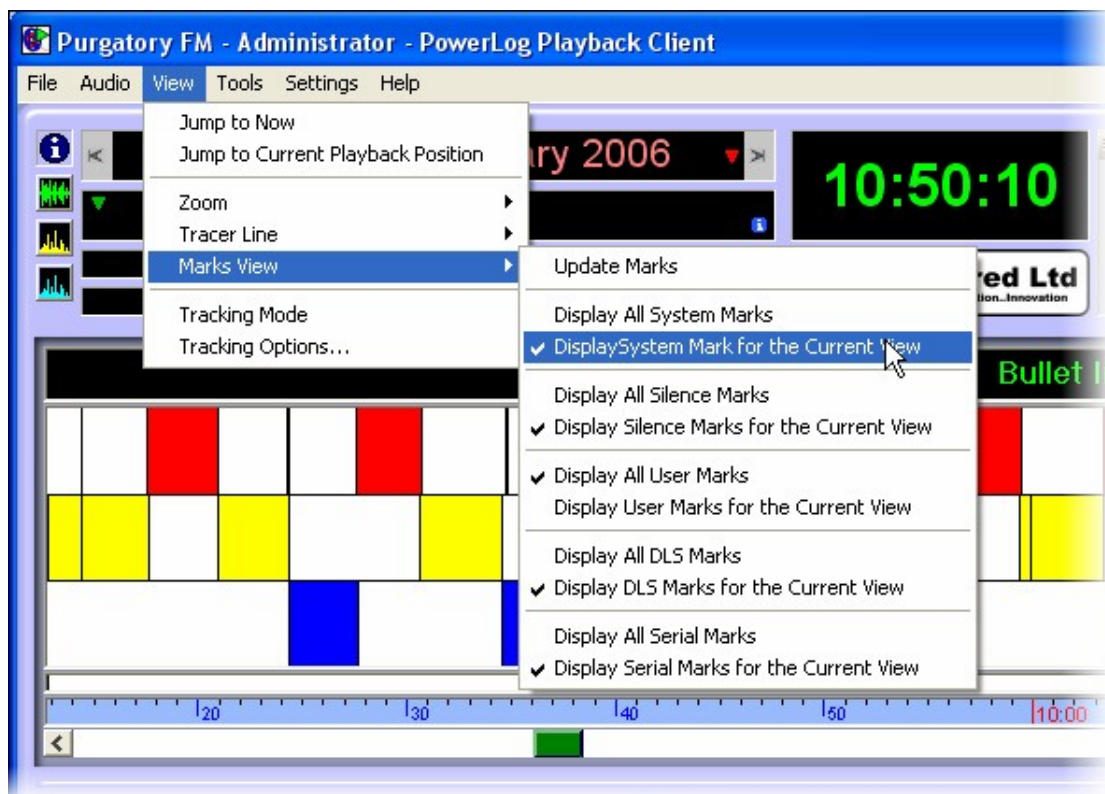 Purgatory FM - Administrator - PowerLog Playback Client
File Audio View Tools Settings Help
Jump to Now
Jump to Current Playback Position
Zoom
Tracer Line
Marks View
Tracking Mode
Tracking Options...
2006
10:50:10
Update Marks
Display All System Marks
DisplaySystem Mark for the Current View
Display All Silence Marks
Display Silence Marks for the Current View
Display All User Marks
Display User Marks for the Current View
Display All DLS Marks
Display DLS Marks for the Current View
Display All Serial Marks
Display Serial Marks for the Current View
Ltd
Innovation
Bullet
20 30 40 50 10:00